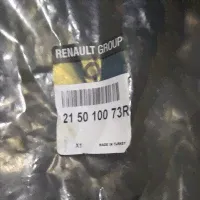 RENAULT GROUP
21 50 100 73R
MADE IN TURKEY